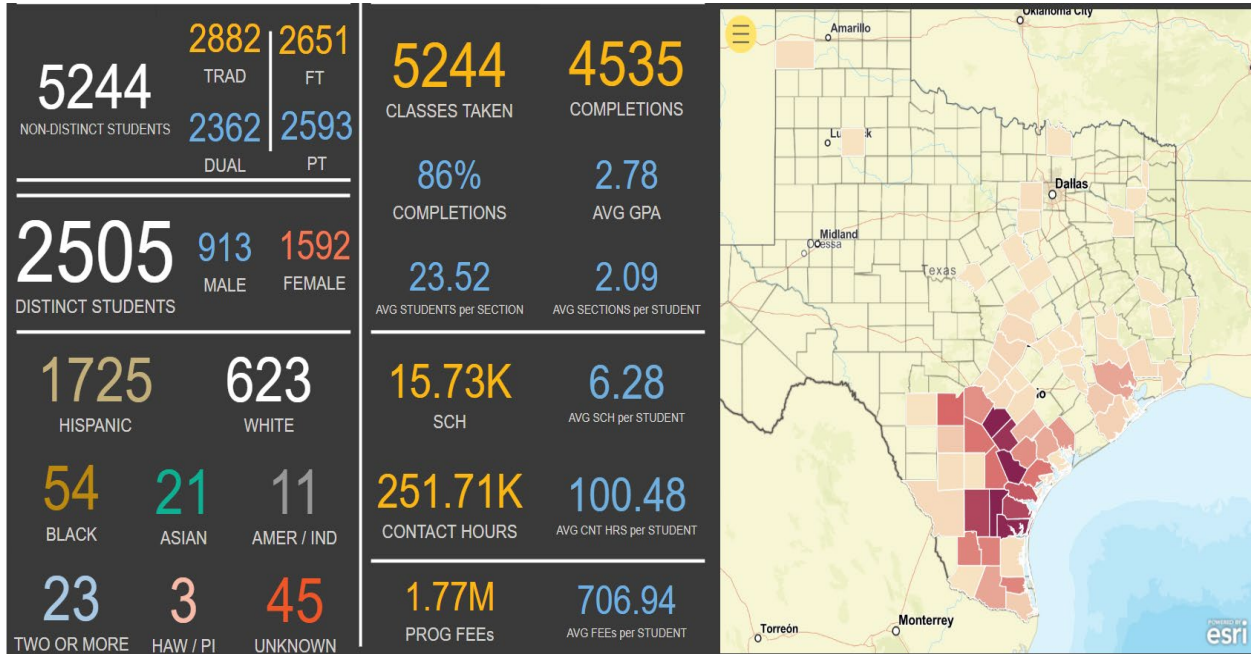 5244
NON-DISTINCT STUDENTS
2882
TRAD
2651
FT
2362
DUAL
2593
PT
2505
DISTINCT STUDENTS
913
MALE
1592
FEMALE
1725
HISPANIC
623
WHITE
54
BLACK
21
ASIAN
11
AMER / IND
23
TWO OR MORE
3
HAW / PI
45
UNKNOWN
5244
CLASSES TAKEN
4535
COMPLETIONS
86%
COMPLETIONS
2.78
AVG GPA
23.52
AVG STUDENTS per SECTION
2.09
AVG SECTIONS per STUDENT
15.73K
SCH
6.28
AVG SCH per STUDENT
251.71K
CONTACT HOURS
100.48
AVG CNT HRS per STUDENT
1.77M
PROG FEEs
706.94
AVG FEEs per STUDENT
Oklahoma City
Amarillo
Dallas
Midland
Odessa
Texas
Torreón
Monterrey
POWERED BY
esri